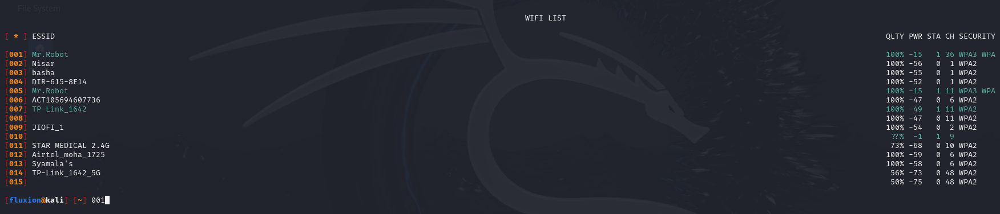 File System
WIFI LIST
[ * ] ESSID QLTY PWR STA CH SECURITY
[001] Mr.Robot 100% -15 1 36 WPA3 WPA
[002] Nisar 100% -56 0 1 WPA2
[003] basha 100% -55 0 1 WPA2
[004] DIR-615-8E14 100% -52 0 1 WPA2
[005] Mr.Robot 100% -15 1 11 WPA3 WPA
[006] ACT105694607736 100% -47 0 6 WPA2
[007] TP-Link_1642 100% -49 1 11 WPA2
[008] 100% -47 0 11 WPA2
[009] JIOFI_1 100% -54 0 2 WPA2
[010] ??% -1 1 9
[011] STAR MEDICAL 2.4G 73% -68 0 10 WPA2
[012] Airtel_moha_1725 100% -59 0 6 WPA2
[013] Syamala's 100% -58 0 6 WPA2
[014] TP-Link_1642_5G 56% -73 0 48 WPA2
[015] 50% -75 0 48 WPA2
[fluxion@kali]-[~] 001